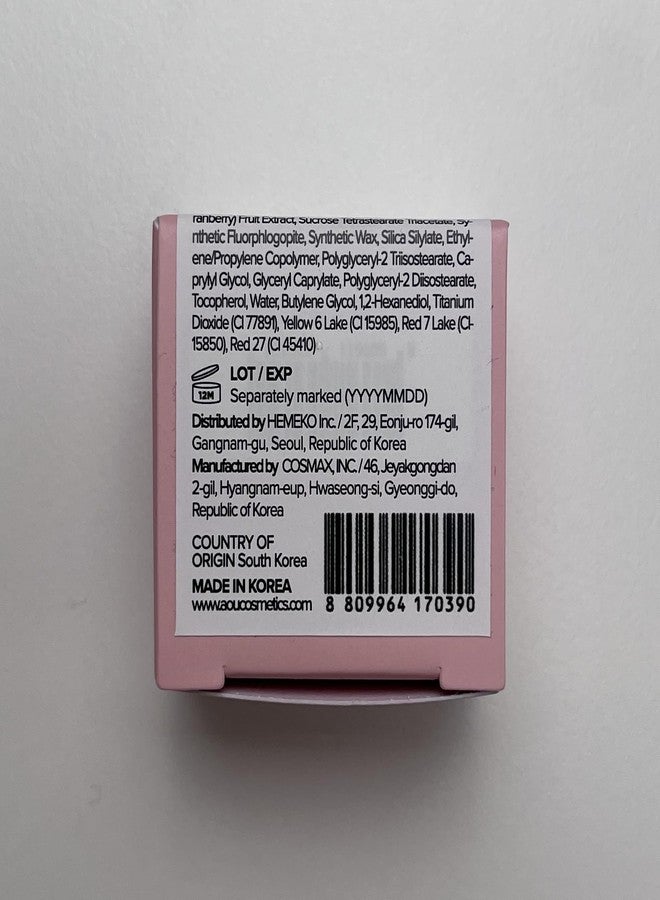 ranberry) Fruit Extract, Sucrose Tetrastearate Triacetate, Sy-
nthetic Fluorphlogopite, Synthetic Wax, Silica Silylate, Ethyl-
ene/Propylene Copolymer, Polyglyceryl-2 Triisostearate, Ca-
prylyl Glycol, Glyceryl Caprylate, Polyglyceryl-2 Diisostearate,
Tocopherol, Water, Butylene Glycol, 1,2-Hexanediol, Titanium
Dioxide (CI 77891), Yellow 6 Lake (CI 15985), Red 7 Lake (CI-
15850), Red 27 (CI 45410)
12M
LOT / EXP
Separately marked (YYYYMMDD)
Distributed by HEMEKO Inc. / 2F, 29, Eonju-ro 174-gil,
Gangnam-gu, Seoul, Republic of Korea
Manufactured by COSMAX, INC. / 46, Jeyakgongdan
2-gil, Hyangnam-eup, Hwaseong-si, Gyeonggi-do,
Republic of Korea
COUNTRY OF
ORIGIN South Korea
MADE IN KOREA
www.aoucosmetics.com
8 809964 170390